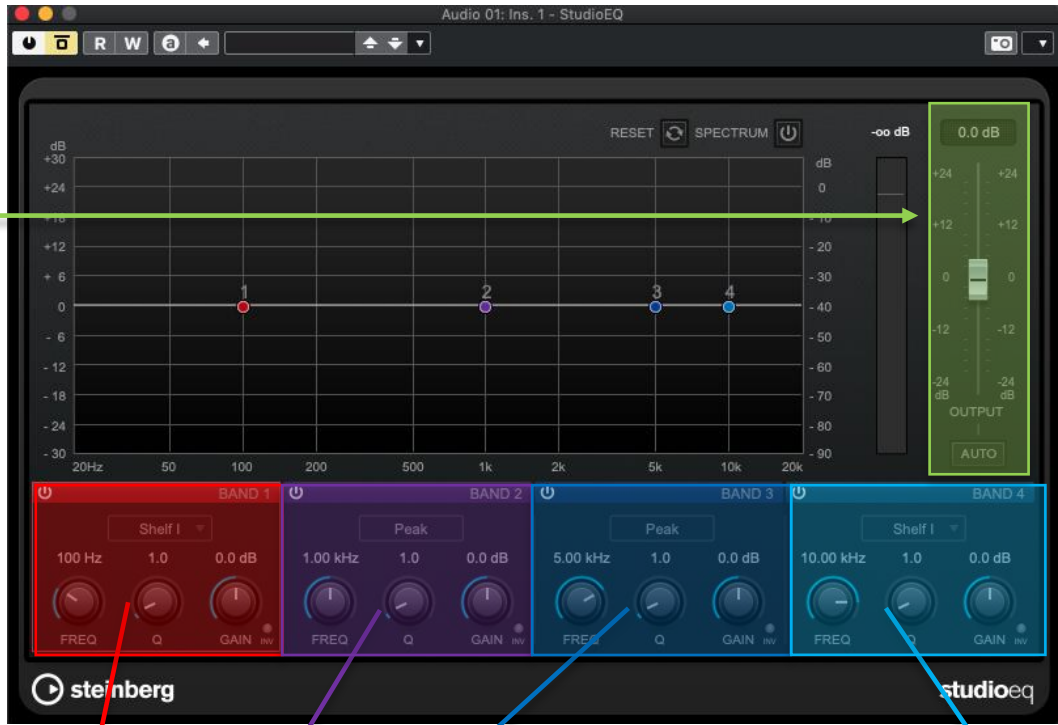 Audio 01: Ins. 1 - StudioEQ
R W a
RESET SPECTRUM -oo dB 0.0 dB
dB
+30 dB
+24 0 +24 +24
+18 - 10
+12 - 20 +12 +12
+ 6 - 30
1 2 3 4
0 - 40 0 0
- 6 - 50 -12 -12
- 12 - 60
- 18 - 70 -24 -24
dB dB
OUTPUT
- 24 - 80
- 30 - 90 AUTO
20Hz 50 100 200 500 1k 2k 5k 10k 20k
BAND 1 BAND 2 BAND 3 BAND 4
Shelf I Peak Peak Shelf I
100 Hz 1.0 0.0 dB 1.00 kHz 1.0 0.0 dB 5.00 kHz 1.0 0.0 dB 10.00 kHz 1.0 0.0 dB
FREQ Q GAIN INV FREQ Q GAIN INV FREQ Q GAIN INV FREQ Q GAIN INV
steinberg studioeq